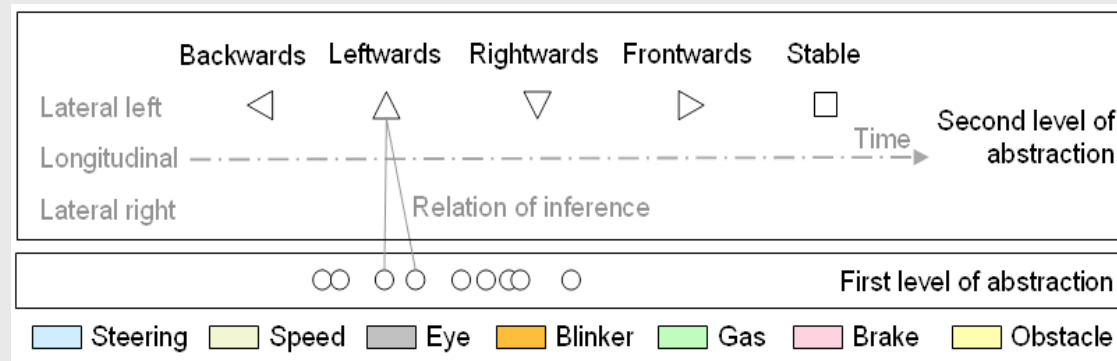 Backwards Leftwards Rightwards Frontwards Stable
Lateral left
Second level of
abstraction
Time
Longitudinal
Lateral right
Relation of inference
First level of abstraction
Steering Speed Eye Blinker Gas Brake Obstacle